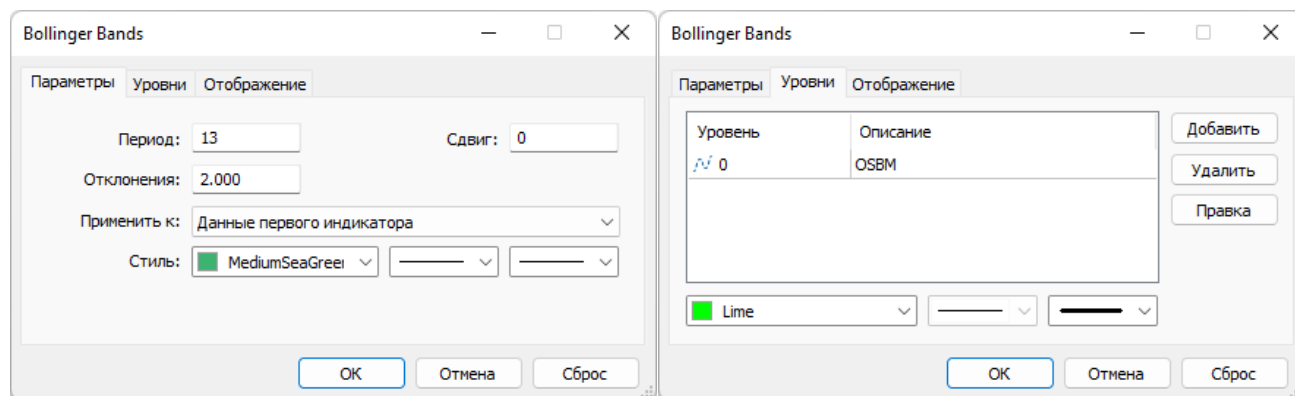 Bollinger Bands
Параметры Уровни Отображение
Период: 13 Сдвиг: 0
Отклонения: 2.000
Применить к: Данные первого индикатора
Стиль: MediumSeaGreen
OK Отмена Сброс
Bollinger Bands
Параметры Уровни Отображение
Уровень Описание Добавить
0 OSBM Удалить
Правка
Lime
OK Отмена Сброс